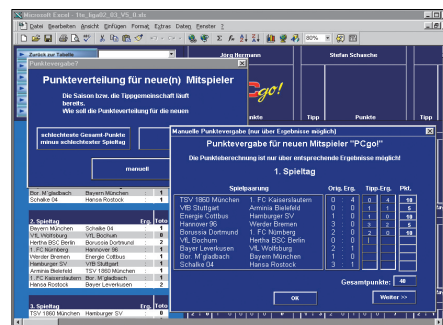 Microsoft Excel - 1to_liga02_03_V5_0.xls
Datei Bearbeiten Ansicht Einfügen Format Extras Daten Fenster ?
80%
Zurück zur Tabelle
Jörg Hermann
Stefan Schasche
go!
Punkte
Tipp
Punkte
Tipp
Punktevergabe?
Punkteverteilung für neue(n) Mitspieler
Die Saison bzw. die Tippgemeinschaft läuft
bereits.
Wie soll die Punkteverteilung für die neuen
schlechteste Gesamt-Punkte
minus schlechtester Spieltag
manuell
Bor. M'gladbach Bayern München 1
Schalke 04 Hansa Rostock 1
2. Spieltag Erg. Toto
Bayern München Schalke 04 1
VfL Wolfsburg VfL Bochum 0
Hertha BSC Berlin Borussia Dortmund 2
1. FC Nürnberg Hannover 96 1
Werder Bremen Energie Cottbus 1
Hamburger SV VfB Stuttgart 1
Arminia Bielefeld TSV 1860 München 1
1. FC Kaiserslautern Bor. M'gladbach 1
Hansa Rostock Bayer Leverkusen 2
3. Spieltag Erg. Toto
TSV 1860 München Hansa Rostock 0
Manuelle Punktevergabe (nur über Ergebnisse möglich)
Punktevergabe für neuen Mitspieler "PCgo!"
Die Punkteberechnung ist nur über entsprechende Ergebnisse möglich!
1. Spieltag
Spielpaarung Orig. Erg. Tipp-Erg. Pkt.
TSV 1860 München 1. FC Kaiserslautern 0 : 4 0 4 10
VfB Stuttgart Arminia Bielefeld 0 : 0 1 1 5
Energie Cottbus Hamburger SV 1 : 1 1 0
Hannover 96 Werder Bremen 3 : 3 2 2 5
Borussia Dortmund 1. FC Nürnberg 2 : 0 2 0 10
VfL Bochum Hertha BSC Berlin 0 : 0
Bayer Leverkusen VfL Wolfsburg 2 : 1
Bor. M'gladbach Bayern München
Schalke 04 Hansa Rostock 3 : 1
Gesamtpunkte: 40
OK
Weiter >>